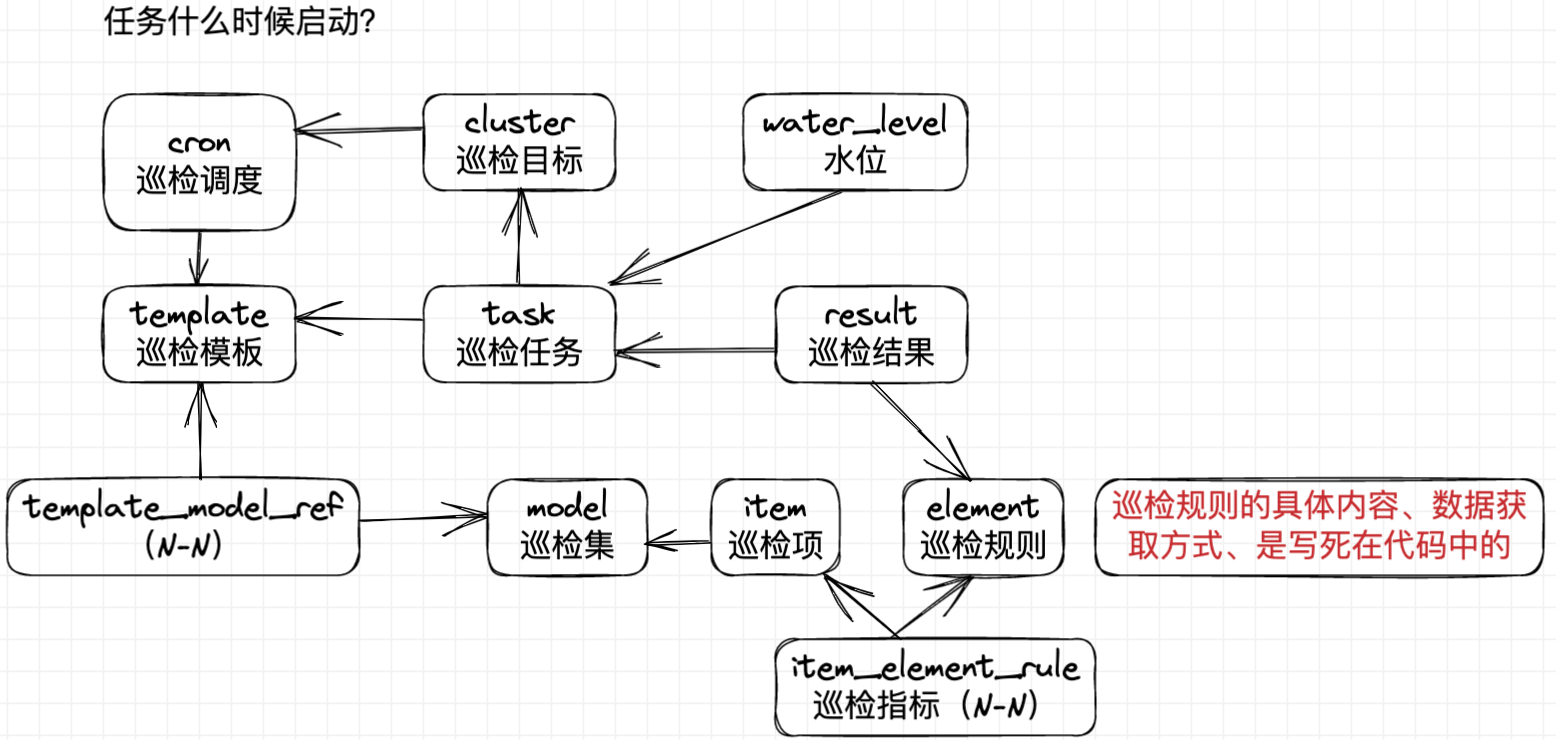 任务什么时候启动?
cron
巡检调度
cluster
巡检目标
water_level
水位
template
巡检模板
task
巡检任务
result
巡检结果
template_model_ref
(N-N)
model
巡检集
item
巡检项
element
巡检规则
巡检规则的具体内容、数据获
取方式、是写死在代码中的
item_element_rule
巡检指标（N-N）